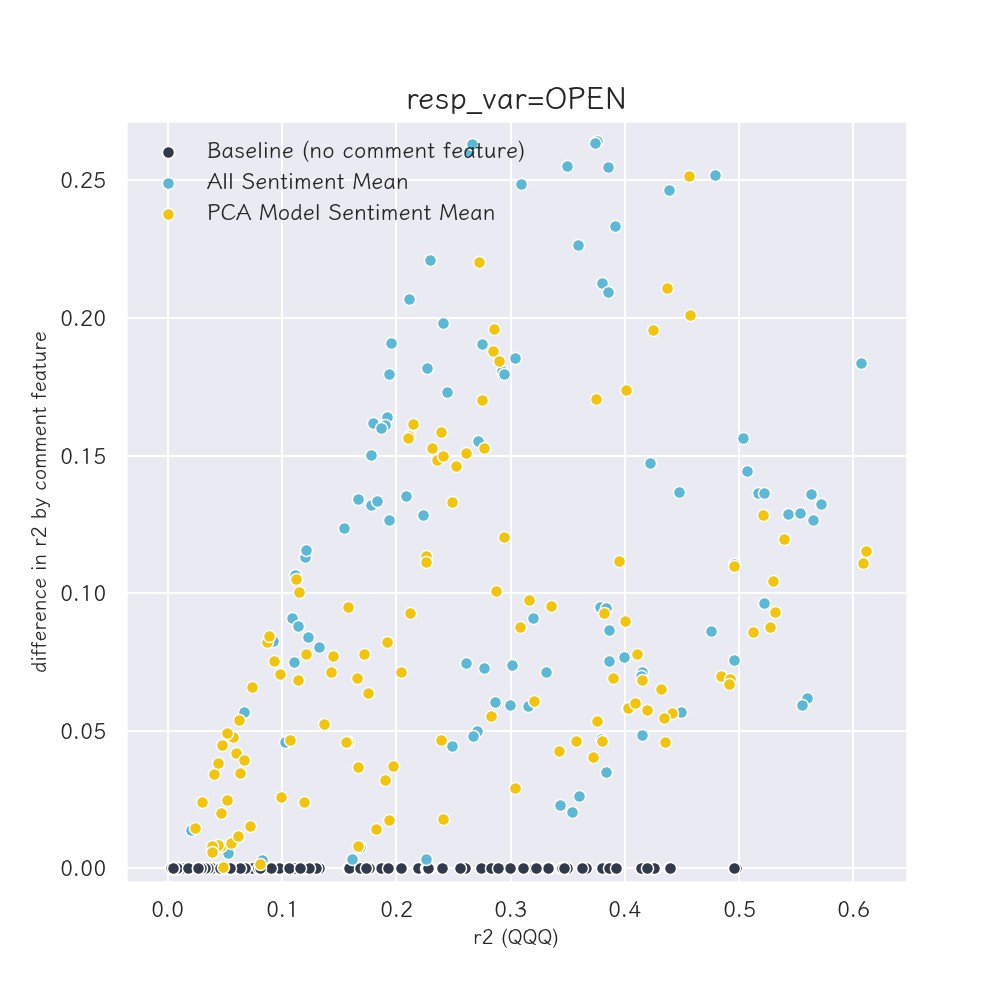 resp_var=OPEN
Baseline (no comment feature)
All Sentiment Mean
PCA Model Sentiment Mean
difference in r2 by comment feature
0.25
0.20
0.15
0.10
0.05
0.00
0.0 0.1 0.2 0.3 0.4 0.5 0.6
r2 (QQQ)